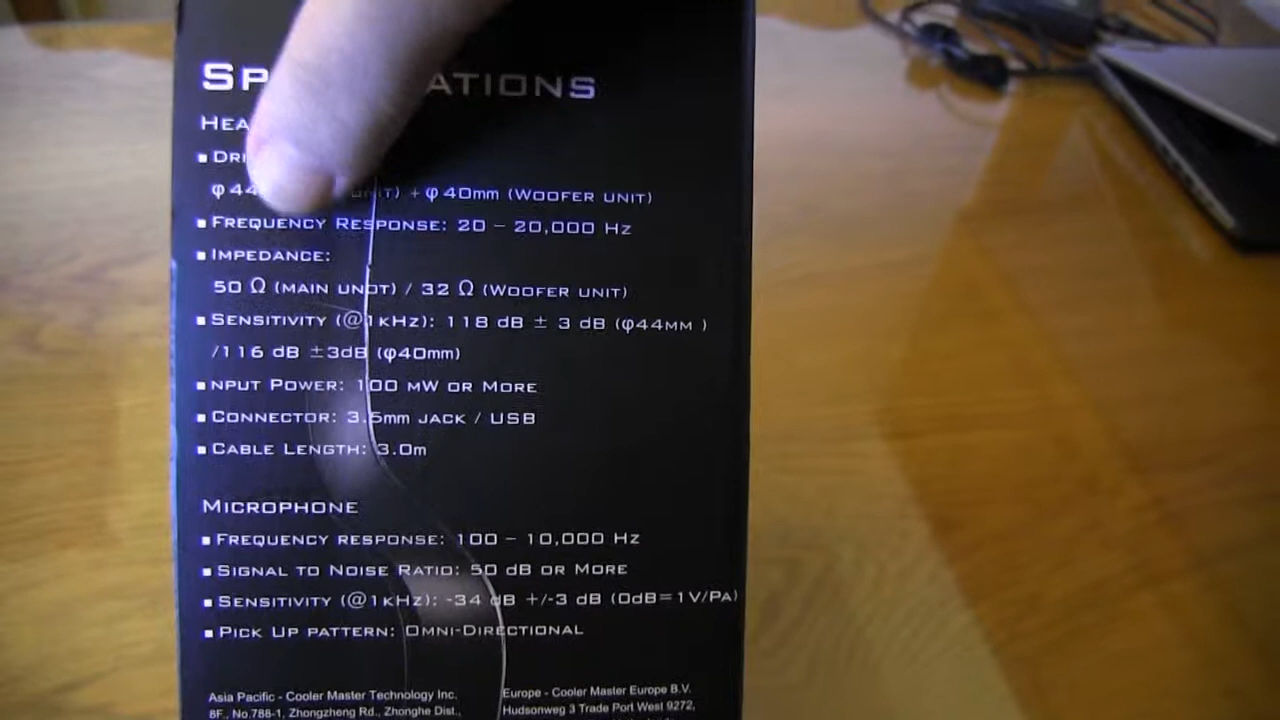 SP ATIONS
HEA
▪ DRI
φ 44 UNIT) + φ 40mm (WOOFER UNIT)
▪ FREQUENCY RESPONSE: 20 – 20,000 Hz
▪ IMPEDANCE:
50 Ω (MAIN UNIT) / 32 Ω (WOOFER UNIT)
▪ SENSITIVITY (@1KHz): 118 dB ± 3 dB (φ44MM )
/116 dB ±3dB (φ40mm)
▪ NPUT POWER: 100 MW OR MORE
▪ CONNECTOR: 3.5mm JACK / USB
▪ CABLE LENGTH: 3.0m
MICROPHONE
▪ FREQUENCY RESPONSE: 100 – 10,000 Hz
▪ SIGNAL TO NOISE RATIO: 50 dB OR MORE
▪ SENSITIVITY (@1KHz): -34 dB +/-3 dB (0dB=1V/PA)
▪ PICK UP PATTERN: OMNI-DIRECTIONAL
Asia Pacific - Cooler Master Technology Inc.
8F., No.788-1, Zhongzheng Rd., Zhonghe Dist.,
Europe - Cooler Master Europe B.V.
Hudsonweg 3 Trade Port West 9272,